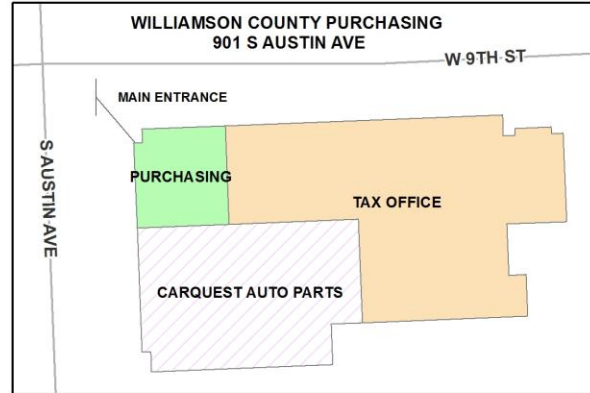 WILLIAMSON COUNTY PURCHASING
901 S AUSTIN AVE
W 9TH ST
MAIN ENTRANCE
S AUSTIN AVE
PURCHASING
TAX OFFICE
CARQUEST AUTO PARTS